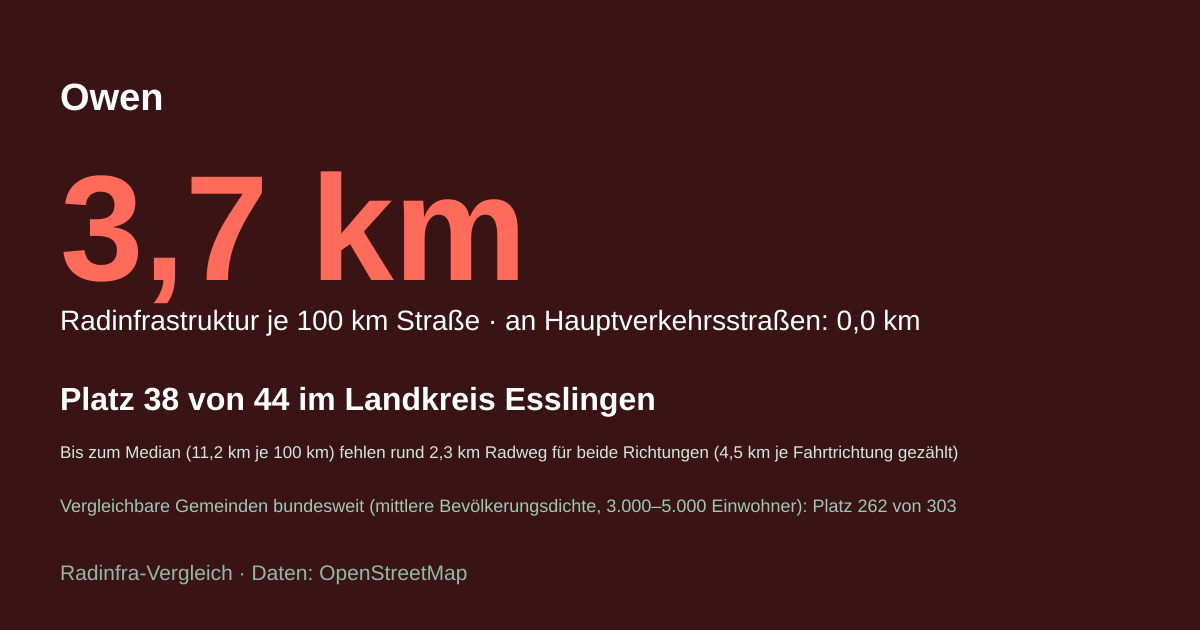 Owen
3,7 km
Radinfrastruktur je 100 km Straße · an Hauptverkehrsstraßen: 0,0 km
Platz 38 von 44 im Landkreis Esslingen
Bis zum Median (11,2 km je 100 km) fehlen rund 2,3 km Radweg für beide Richtungen (4,5 km je Fahrtrichtung gezählt)
Vergleichbare Gemeinden bundesweit (mittlere Bevölkerungsdichte, 3.000–5.000 Einwohner): Platz 262 von 303
Radinfra-Vergleich · Daten: OpenStreetMap